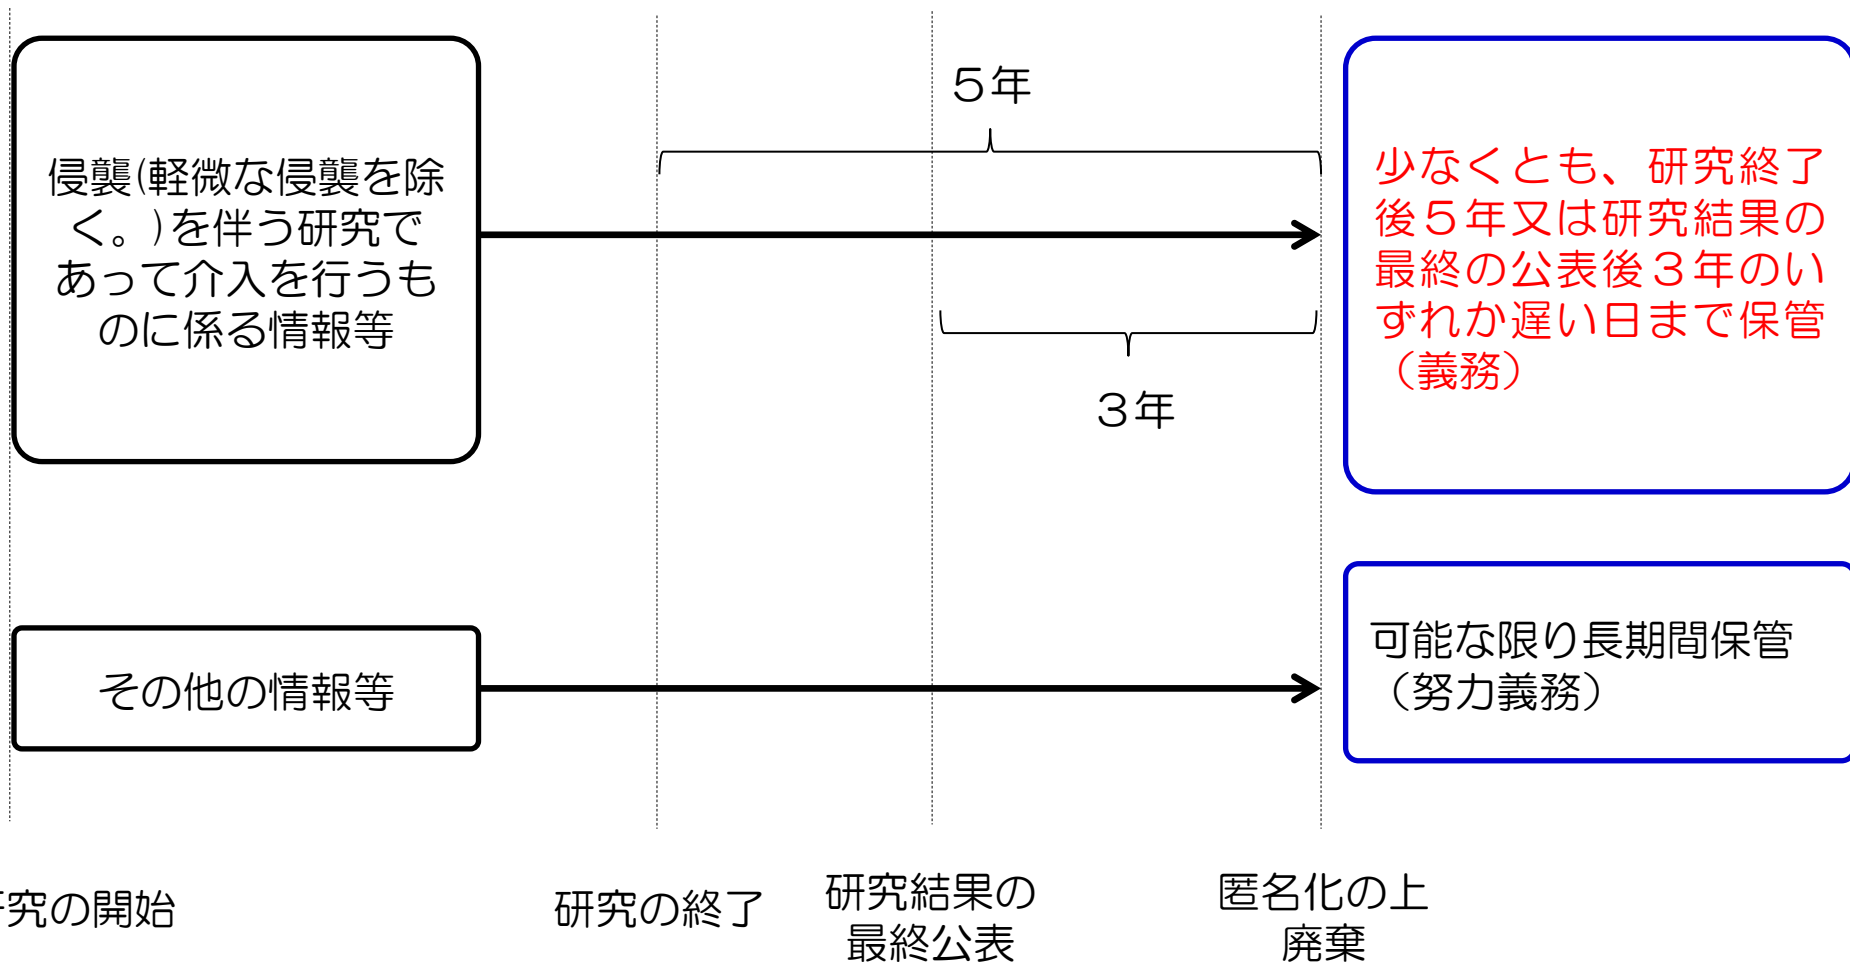 ５年
侵襲(軽微な侵襲を除
く。)を伴う研究で
あって介入を行うも
のに係る情報等
少なくとも、研究終了
後５年又は研究結果の
最終の公表後３年のい
ずれか遅い日まで保管
（義務）
３年
その他の情報等
可能な限り長期間保管
（努力義務）
究の開始
研究の終了
研究結果の
最終公表
匿名化の上
廃棄